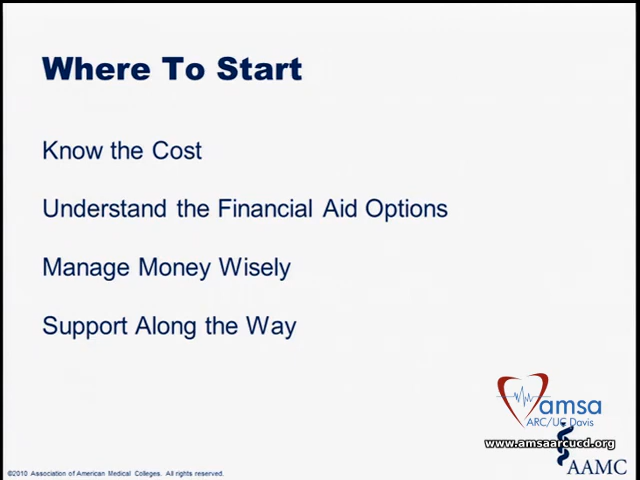 Where To Start
Know the Cost
Understand the Financial Aid Options
Manage Money Wisely
Support Along the Way
amsa
ARC/UC Davis
www.amsaarcucd.org
AAMC
©2010 Association of American Medical Colleges. All rights reserved.